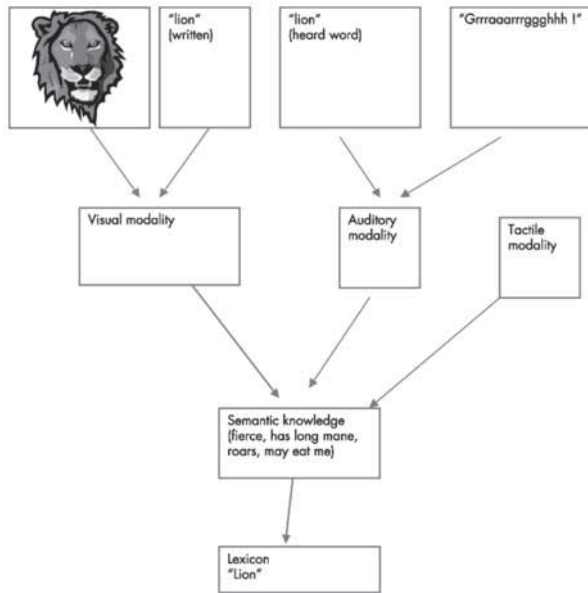 "lion"
(written)
"lion"
(heard word)
"Grrraaarrrggghhh !"
Visual modality
Auditory
modality
Tactile
modality
Semantic knowledge
(fierce, has long mane,
roars, may eat me)
Lexicon
"Lion"